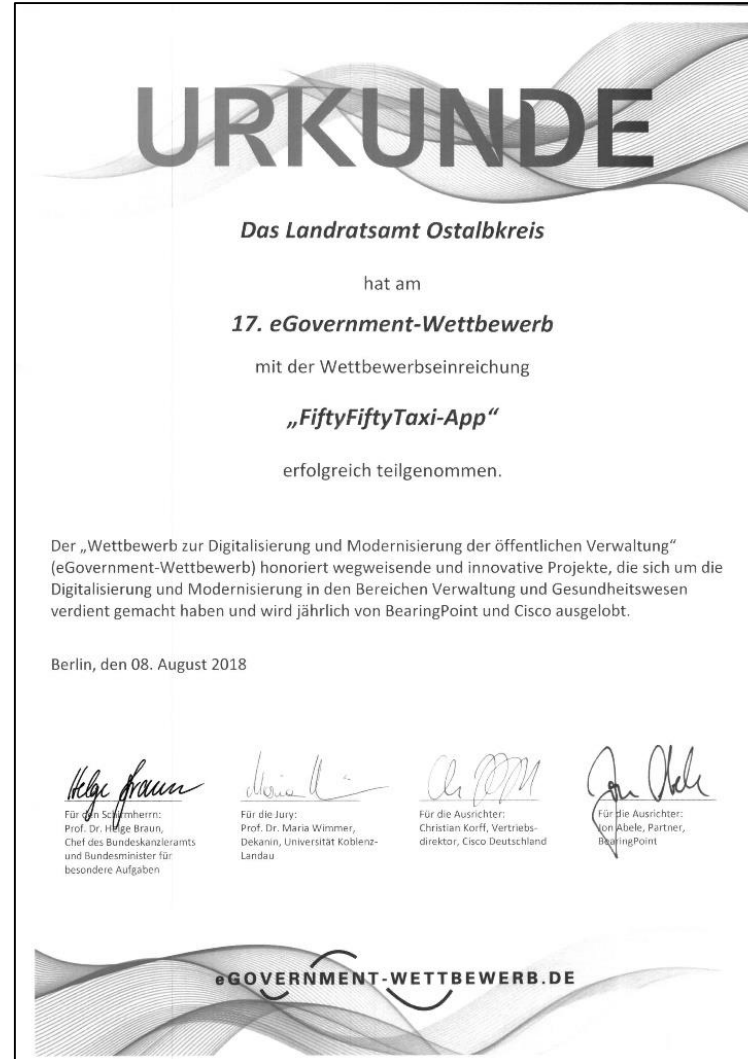 URKUNDE
Das Landratsamt Ostalbkreis
hat am
17. eGovernment-Wettbewerb
mit der Wettbewerbseinreichung
„FiftyFiftyTaxi-App“
erfolgreich teilgenommen.
Der „Wettbewerb zur Digitalisierung und Modernisierung der öffentlichen Verwaltung“
(eGovernment-Wettbewerb) honoriert wegweisende und innovative Projekte, die sich um die
Digitalisierung und Modernisierung in den Bereichen Verwaltung und Gesundheitswesen
verdient gemacht haben und wird jährlich von BearingPoint und Cisco ausgelobt.
Berlin, den 08. August 2018
Helge Braun
Für den Schirmherrn:
Prof. Dr. Helge Braun,
Chef des Bundeskanzleramts
und Bundesminister für
besondere Aufgaben
Maria
Für die Jury:
Prof. Dr. Maria Wimmer,
Dekanin, Universität Koblenz-
Landau
Für die Ausrichter:
Christian Korff, Vertriebs-
direktor, Cisco Deutschland
Jon Abele
Für die Ausrichter:
Jon Abele, Partner,
BearingPoint
eGOVERNMENT-WETTBEWERB.DE